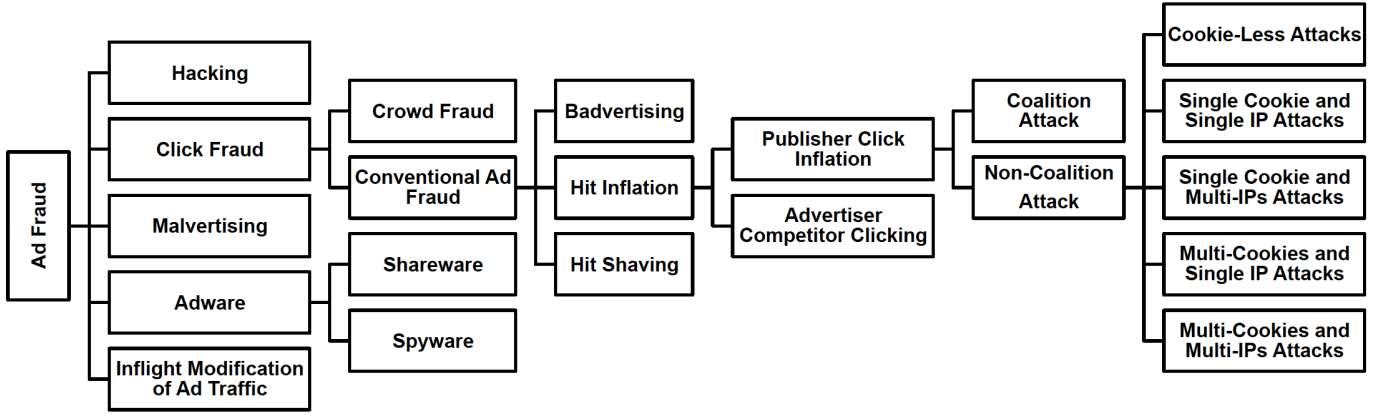 Ad Fraud
Hacking
Click Fraud
Malvertising
Adware
Inflight Modification
of Ad Traffic
Crowd Fraud
Conventional Ad
Fraud
Shareware
Spyware
Badvertising
Hit Inflation
Hit Shaving
Publisher Click
Inflation
Advertiser
Competitor Clicking
Coalition
Attack
Non-Coalition
Attack
Cookie-Less Attacks
Single Cookie and
Single IP Attacks
Single Cookie and
Multi-IPs Attacks
Multi-Cookies and
Single IP Attacks
Multi-Cookies and
Multi-IPs Attacks